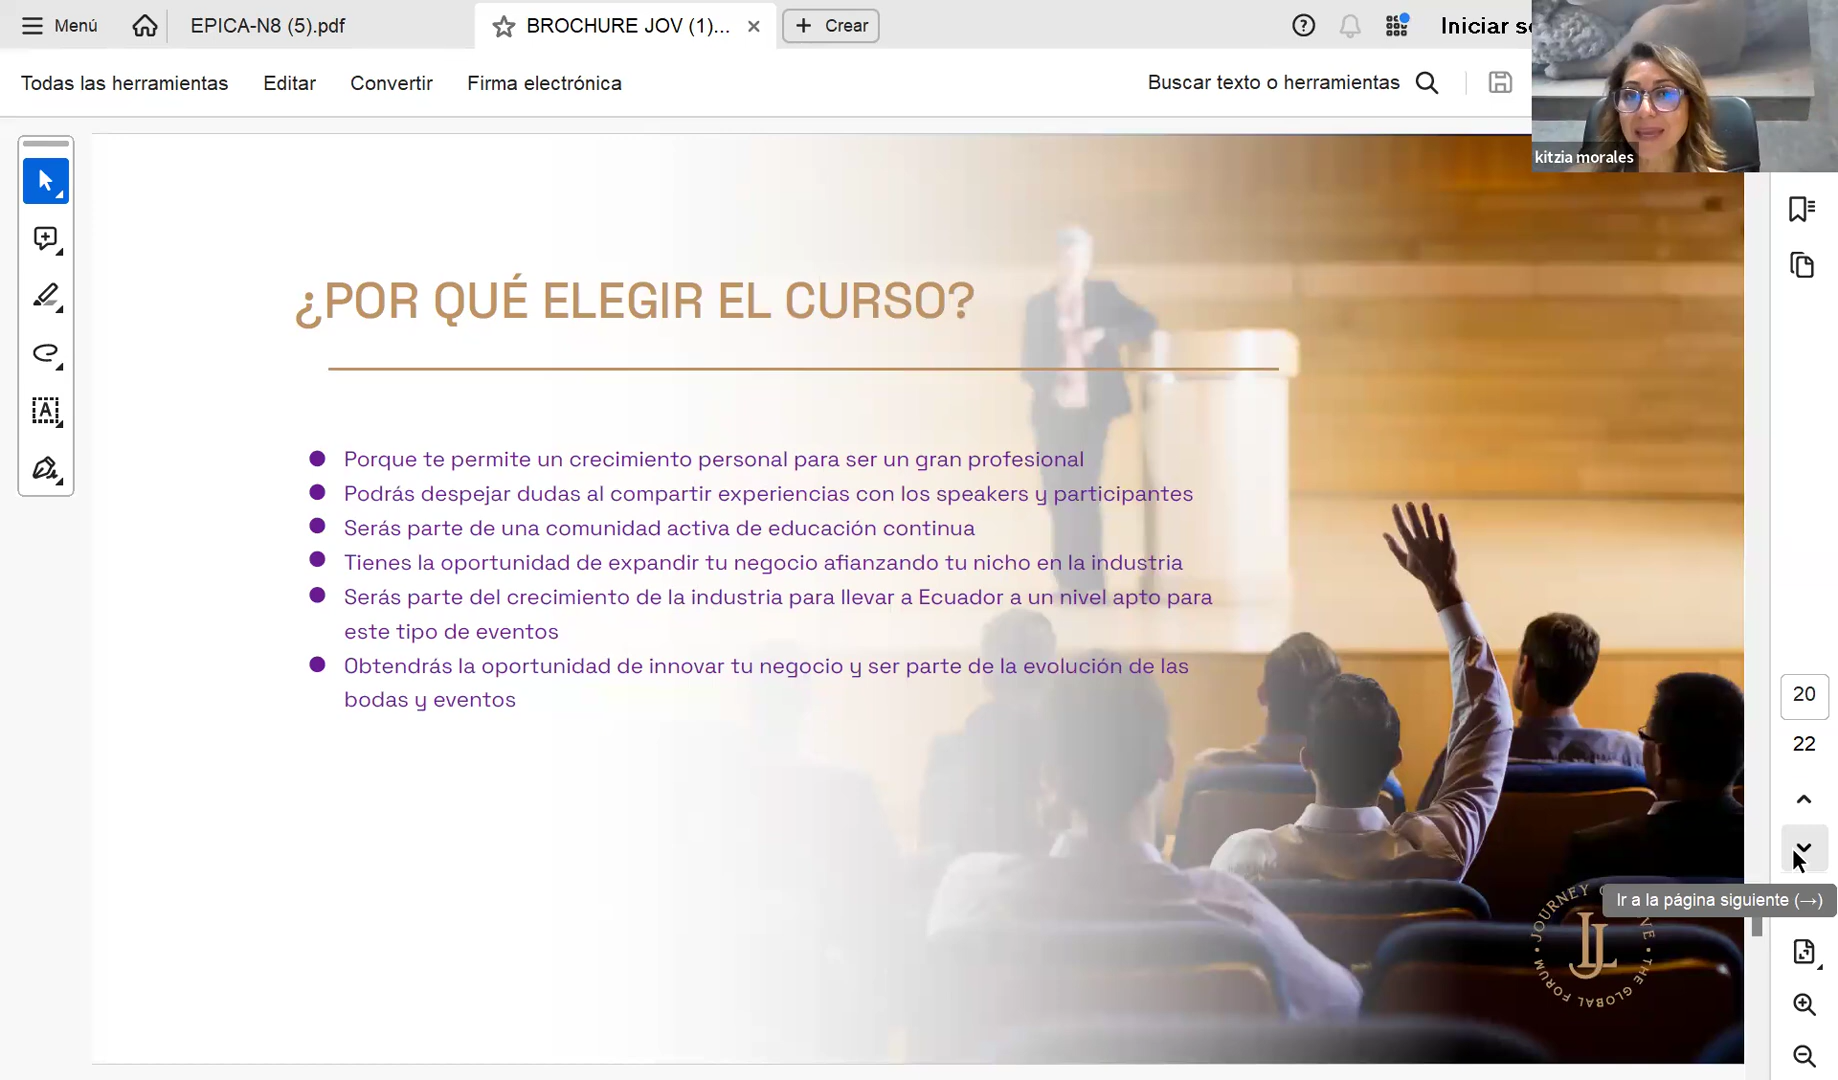 Menú
EPICA-N8 (5).pdf
BROCHURE JOV (1)...
Crear
Iniciar
Todas las herramientas
Editar
Convertir
Firma electrónica
Buscar texto o herramientas
kitzia morales
¿POR QUÉ ELEGIR EL CURSO?
Porque te permite un crecimiento personal para ser un gran profesional
Podrás despejar dudas al compartir experiencias con los speakers y participantes
Serás parte de una comunidad activa de educación continua
Tienes la oportunidad de expandir tu negocio afianzando tu nicho en la industria
Serás parte del crecimiento de la industria para llevar a Ecuador a un nivel apto para
este tipo de eventos
Obtendrás la oportunidad de innovar tu negocio y ser parte de la evolución de las
bodas y eventos
20
22
Ir a la página siguiente (→)
JOURNEY
THE GLOBAL FORUM